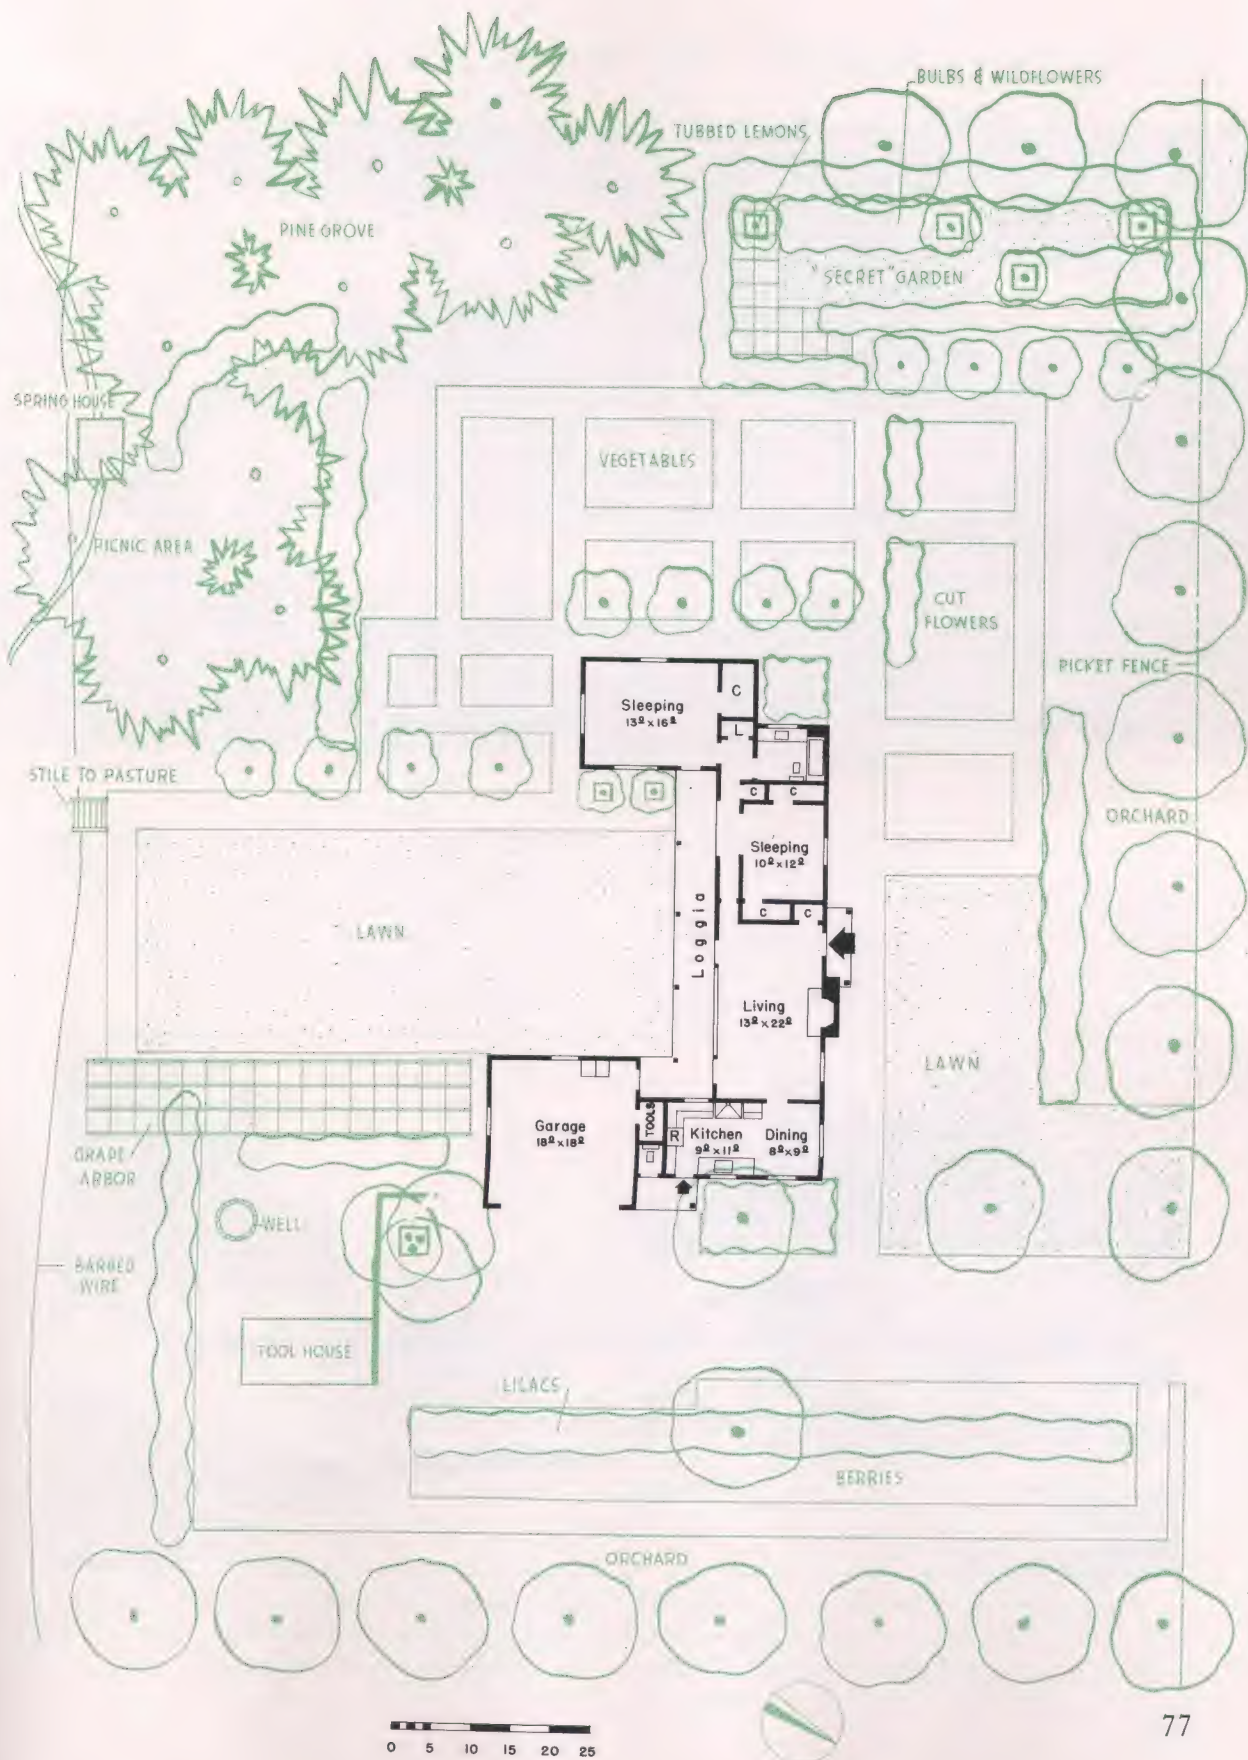 BULBS & WILDFLOWERS
TUBBED LEMONS
PINE GROVE
"SECRET" GARDEN
SPRING HOUSE
VEGETABLES
PICNIC AREA
CUT
FLOWERS
PICKET FENCE
Sleeping
13⁰ x 16⁰
C
L
STILE TO PASTURE
C
C
ORCHARD
Sleeping
10⁰ x 12⁰
Loggia
C
C
LAWN
Living
13⁰ x 22⁰
LAWN
Garage
18⁰ x 18⁰
TOOLS
R
Kitchen
9⁰ x 11⁰
Dining
8⁰ x 9⁰
GRAPE
ARBOR
WELL
BARBED
WIRE
TOOL HOUSE
LILACS
BERRIES
ORCHARD
0 5 10 15 20 25
77